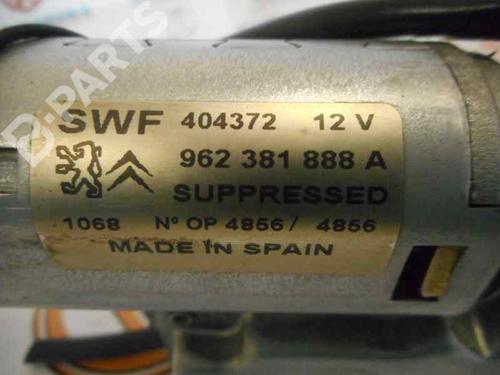 B-PARTS
SWF 404372 12 V
962 381 888 A
SUPPRESSED
1068 Nº OP 4856/ 4856
MADE IN SPAIN